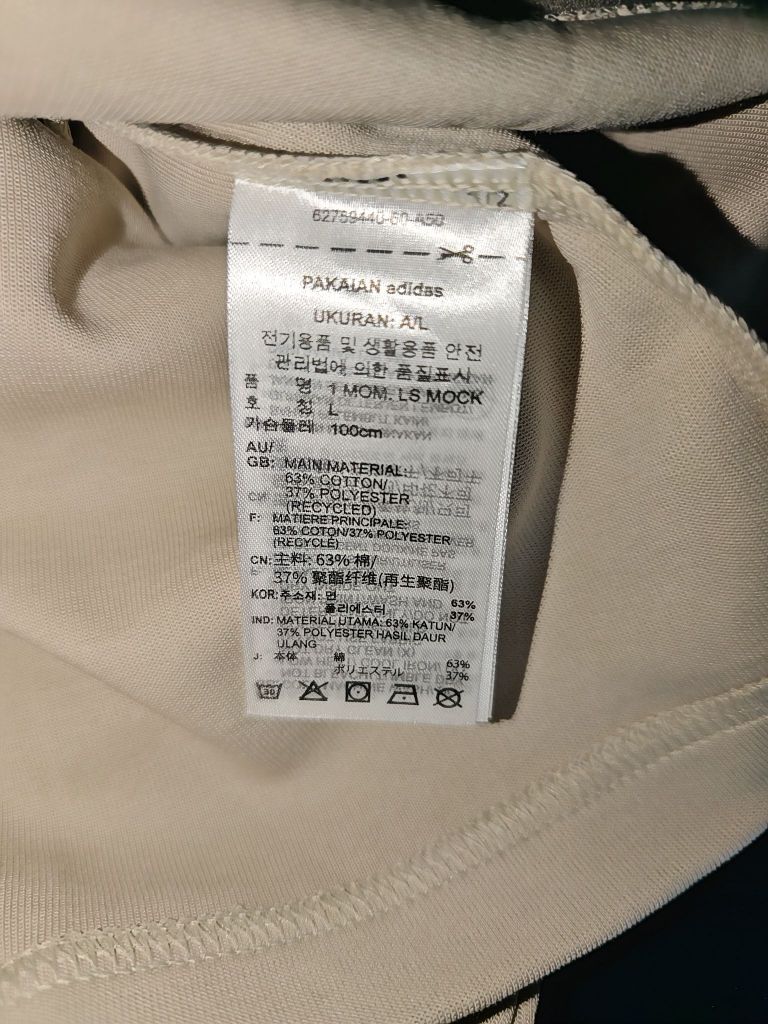 62759440-50-A50
PAKAIAN adidas
UKURAN: A/L
전기용품 및 생활용품 안전
관리법에 의한 품질표시
품 명 1 MOM. LS MOCK
호 칭 L
가슴둘레 100cm
AU/
GB: MAIN MATERIAL:
63% COTTON/
37% POLYESTER
(RECYCLED)
F: MATIERE PRINCIPALE:
63% COTON/37% POLYESTER
(RECYCLÉ)
CN: 主料: 63% 棉/
37% 聚酯纤维(再生聚酯)
KOR: 주소재: 면 63%
폴리에스터 37%
IND: MATERIAL UTAMA: 63% KATUN/
37% POLYESTER HASIL DAUR
ULANG
J: 本体 綿 63%
ポリエステル 37%
30